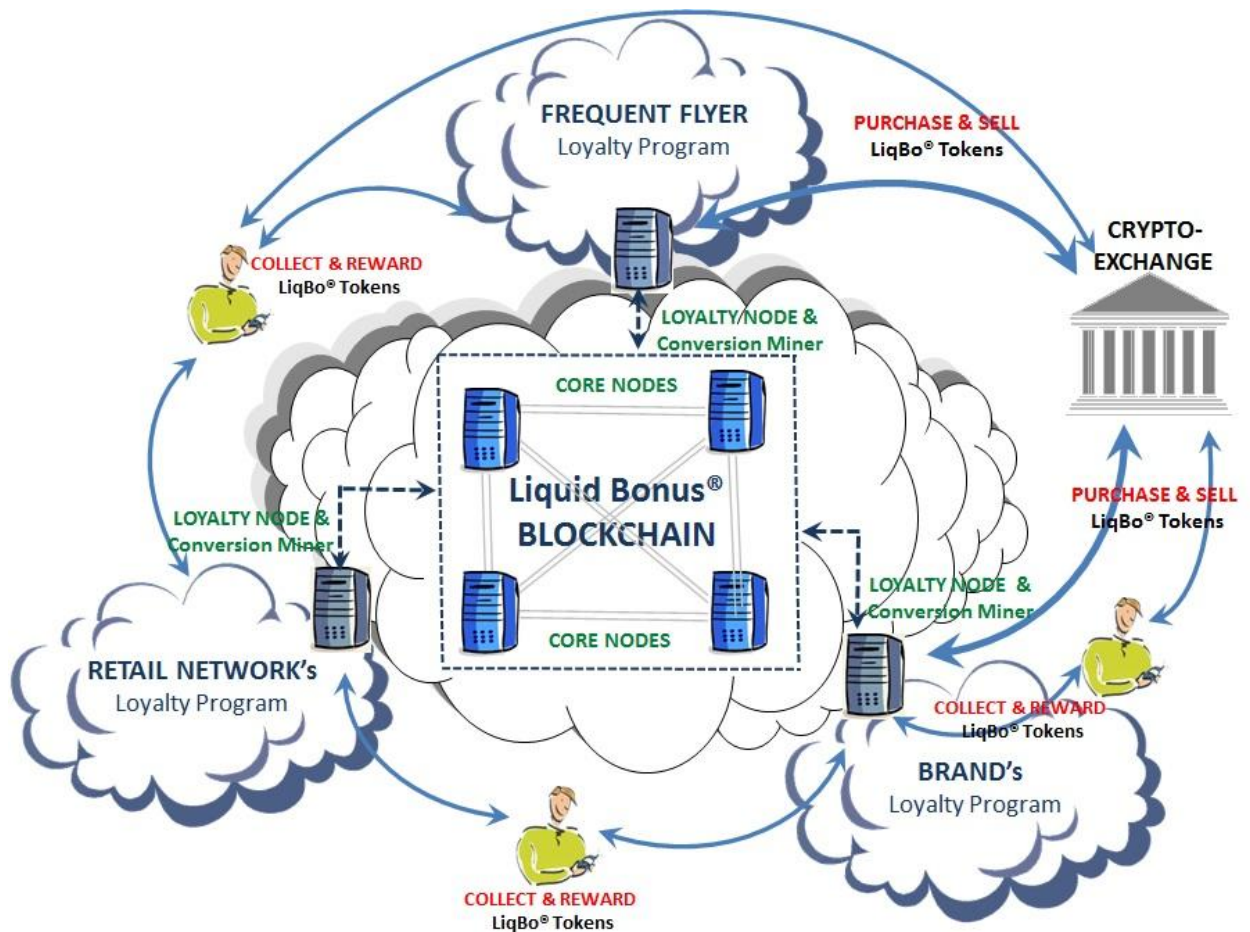 FREQUENT FLYER
Loyalty Program
PURCHASE & SELL
LiqBo® Tokens
CRYPTO-
EXCHANGE
COLLECT & REWARD
LiqBo® Tokens
LOYALTY NODE &
Conversion Miner
CORE NODES
Liquid Bonus®
BLOCKCHAIN
LOYALTY NODE &
Conversion Miner
PURCHASE & SELL
LiqBo® Tokens
LOYALTY NODE &
Conversion Miner
CORE NODES
RETAIL NETWORK's
Loyalty Program
COLLECT & REWARD
LiqBo® Tokens
BRAND's
Loyalty Program
COLLECT & REWARD
LiqBo® Tokens